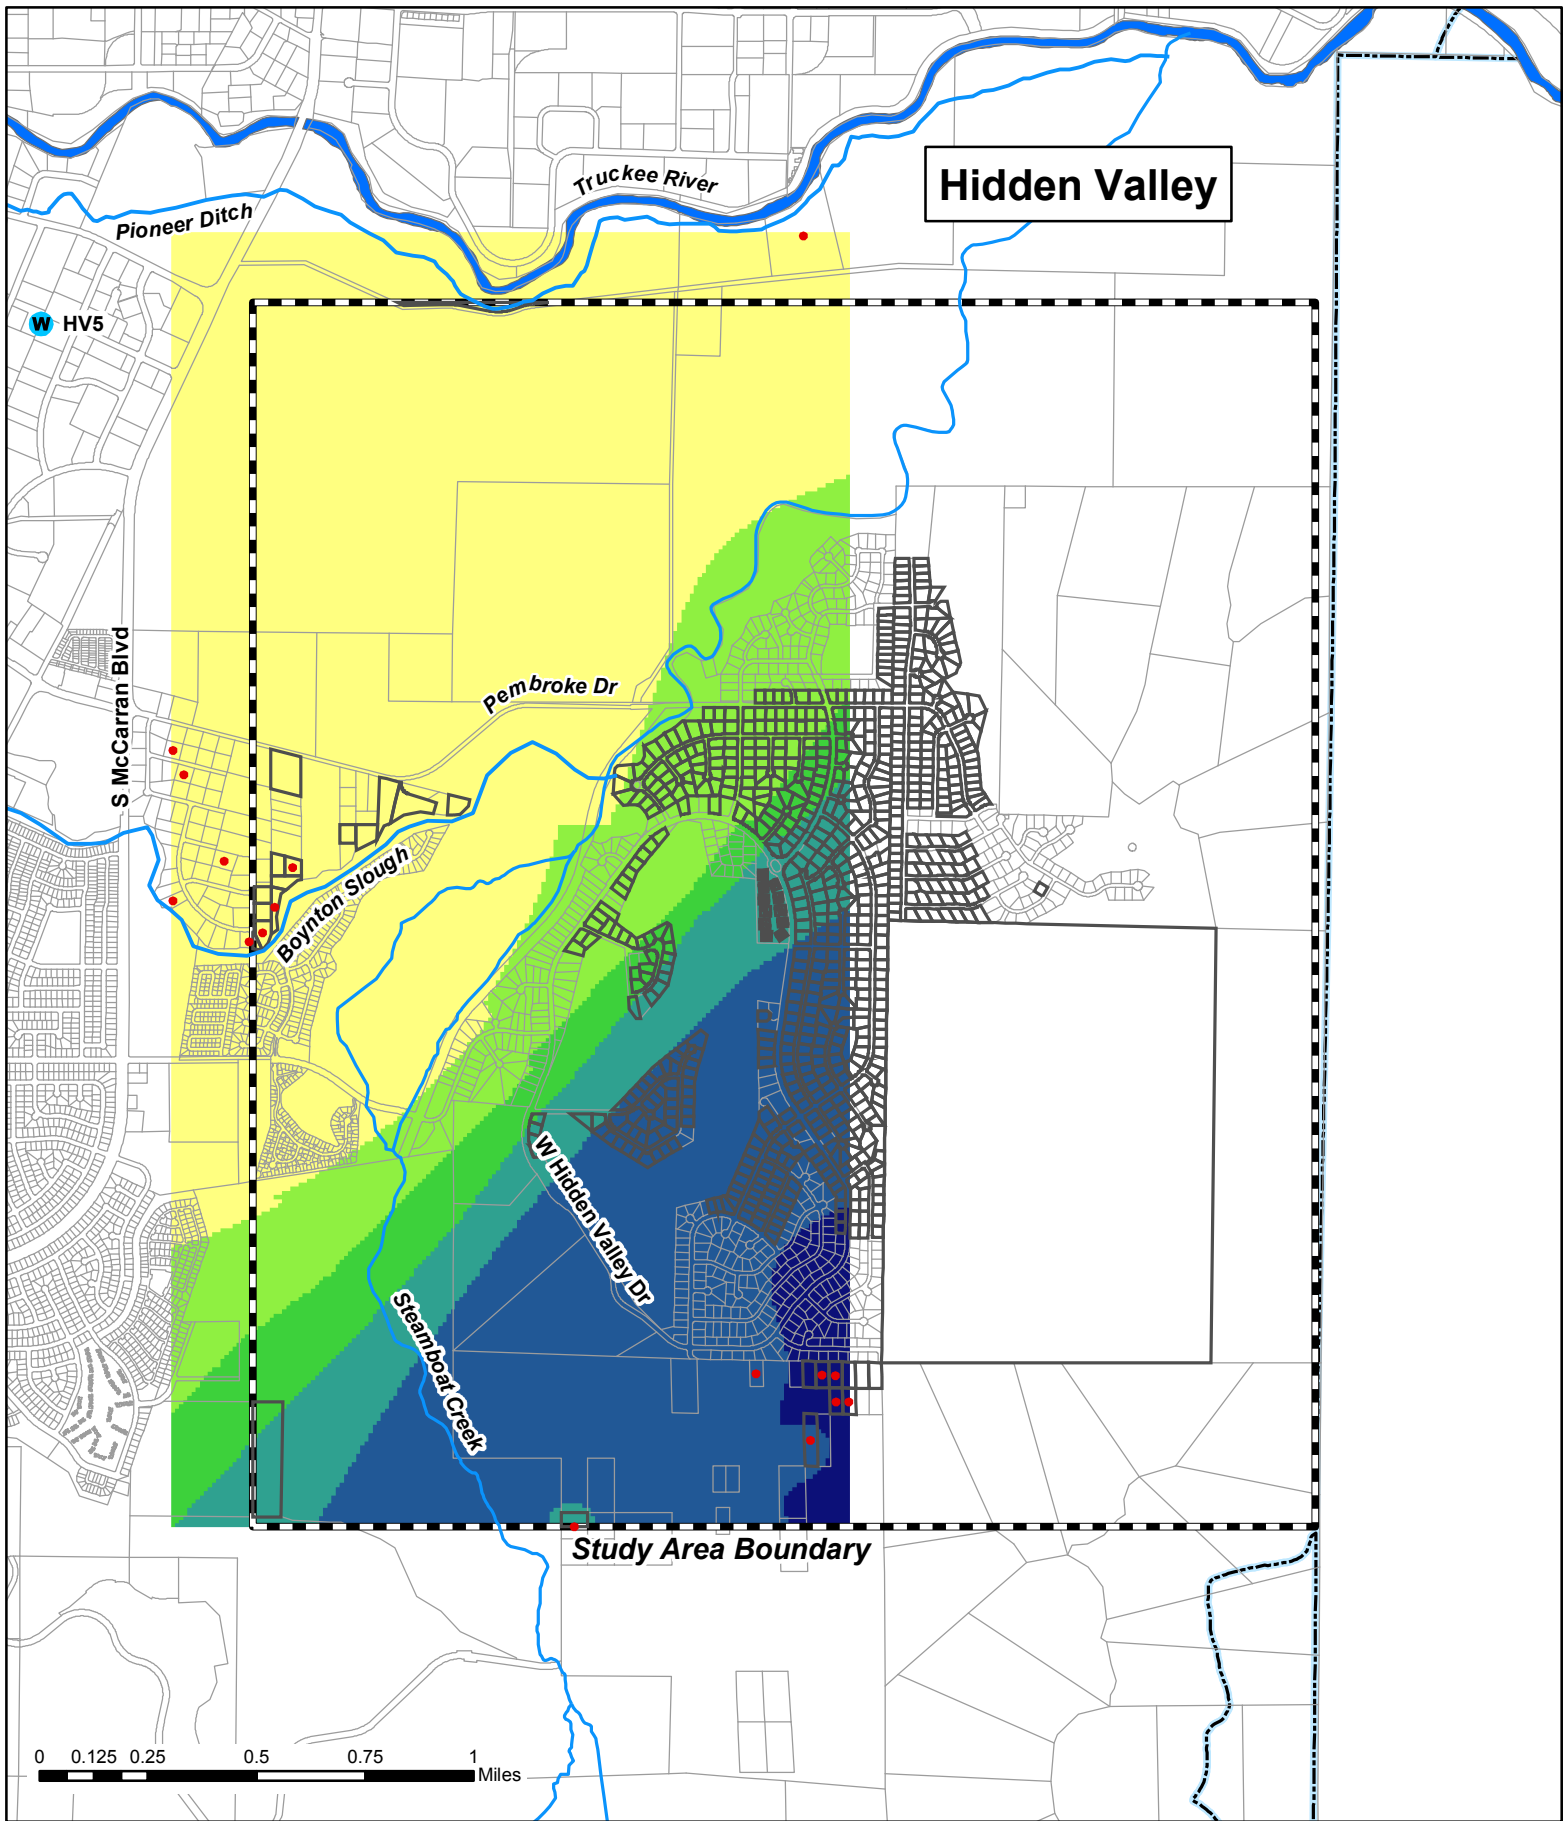 Truckee River
Hidden Valley
Pioneer Ditch
W HV5
S McCarran Blvd
Pembroke Dr
Boynton Slough
W Hidden Valley Dr
Steamboat Creek
Study Area Boundary
0 0.125 0.25 0.5 0.75 1
Miles